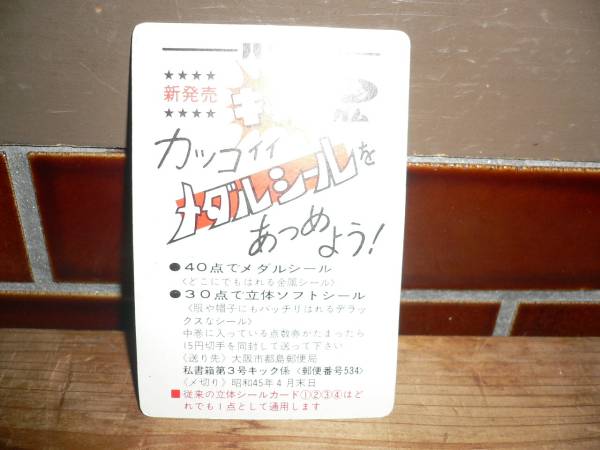 ★★★★
新発売
★★★★
ガム
カッコイイ
メダルシールを
あつめよう!
●40点でメダルシール
〈どこにでもはれる金属シール〉
●30点で立体ソフトシール
〈服や帽子にもバッチリはれるデラッ
クスなシール〉
中巻に入っている点数券がたまったら
15円切手を同封して送って下さい
〈送り先〉大阪市都島郵便局
私書箱第3号キック係〈郵便番号534〉
〈〆切り〉昭和45年4月末日
■従来の立体シールカード①②③④はど
れでも1点として通用します